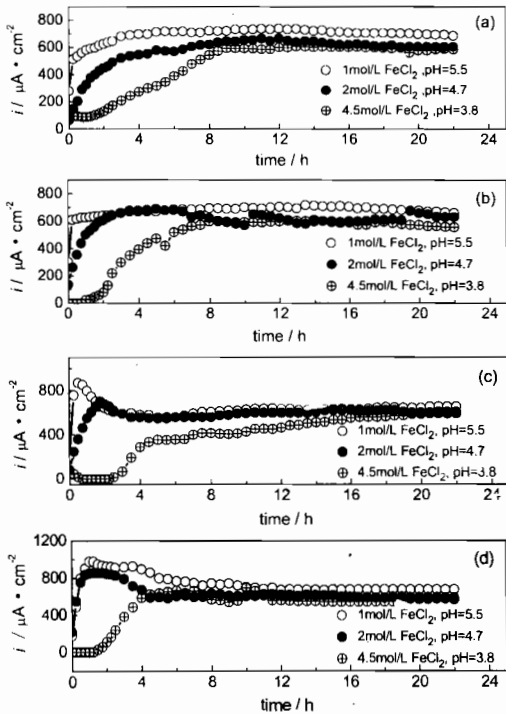 (a)
i / μA • cm⁻²
800
600
400
200
0
○ 1mol/L FeCl₂ ,pH=5.5
● 2mol/L FeCl₂ ,pH=4.7
⊕ 4.5mol/L FeCl₂ ,pH=3.8
0 4 8 12 16 20 24
time / h
(b)
i / μA • cm⁻²
800
600
400
200
0
○ 1mol/L FeCl₂, pH=5.5
● 2mol/L FeCl₂, pH=4.7
⊕ 4.5mol/L FeCl₂, pH=3.8
0 4 8 12 16 20 24
time / h
(c)
i / μA • cm⁻²
800
400
0
○ 1mol/L FeCl₂, pH=5.5
● 2mol/L FeCl₂, pH=4.7
⊕ 4.5mol/L FeCl₂, pH=3.8
0 4 8 12 16 20 24
time / h
(d)
i / μA • cm⁻²
1200
800
400
0
○ 1mol/L FeCl₂, pH=5.5
● 2mol/L FeCl₂, pH=4.7
⊕ 4.5mol/L FeCl₂, pH=3.8
0 4 8 12 16 20 24
time / h